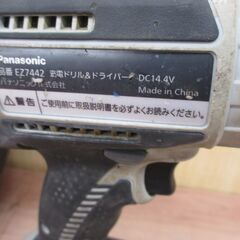 Panasonic
品番 EZ7442 充電ドリル&ドライバー DC14.4V
パナソニック株式会社 Made in China
警告 ご使用前に取扱説明書を必ずよくお読みください。